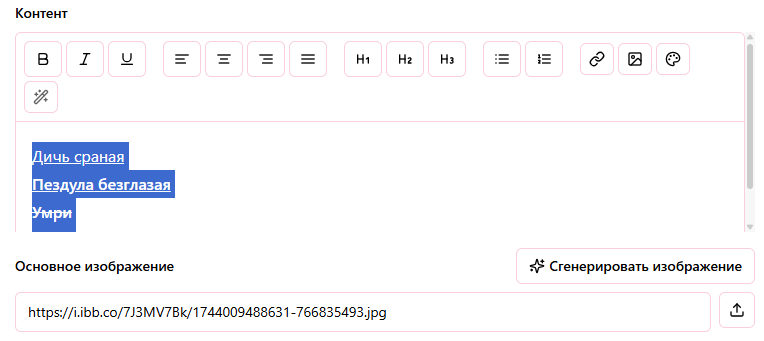 Контент
B I U H1 H2 H3
Дичь сраная
Пездула безглазая
Умри
Основное изображение
Сгенерировать изображение
https://i.ibb.co/7J3MV7Bk/1744009488631-766835493.jpg